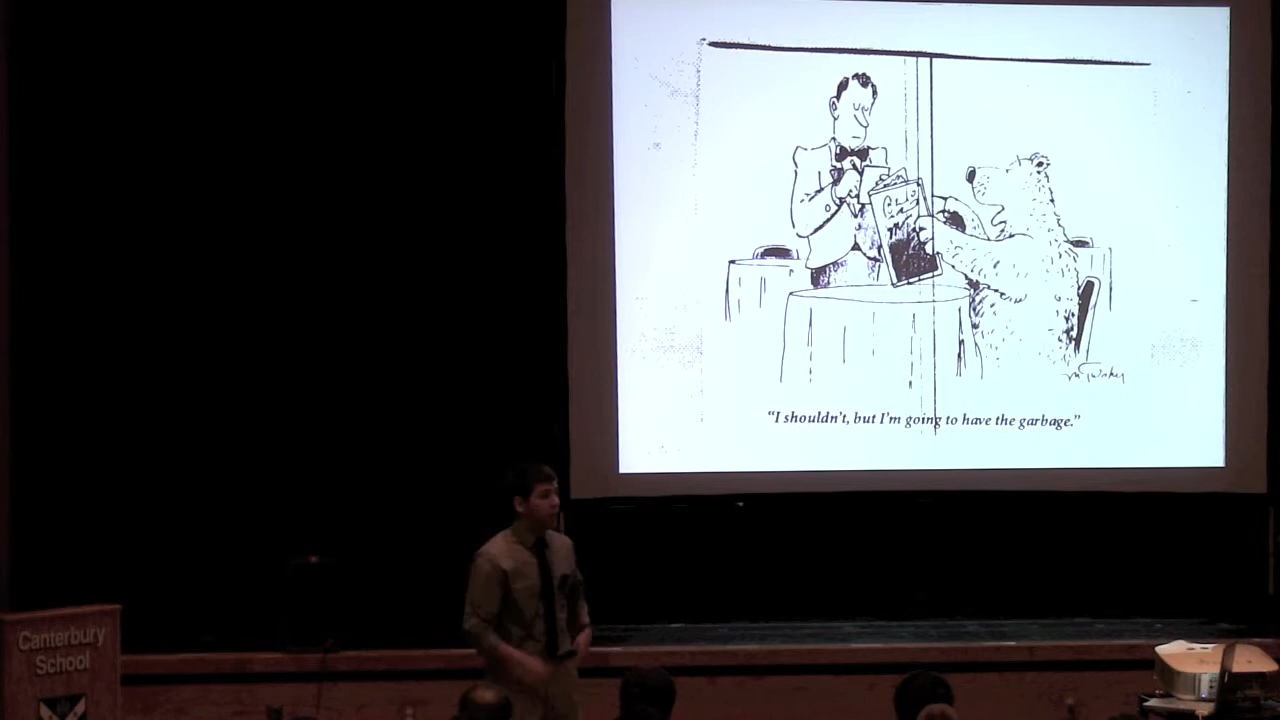 "I shouldn't, but I'm going to have the garbage."
Canterbury
School